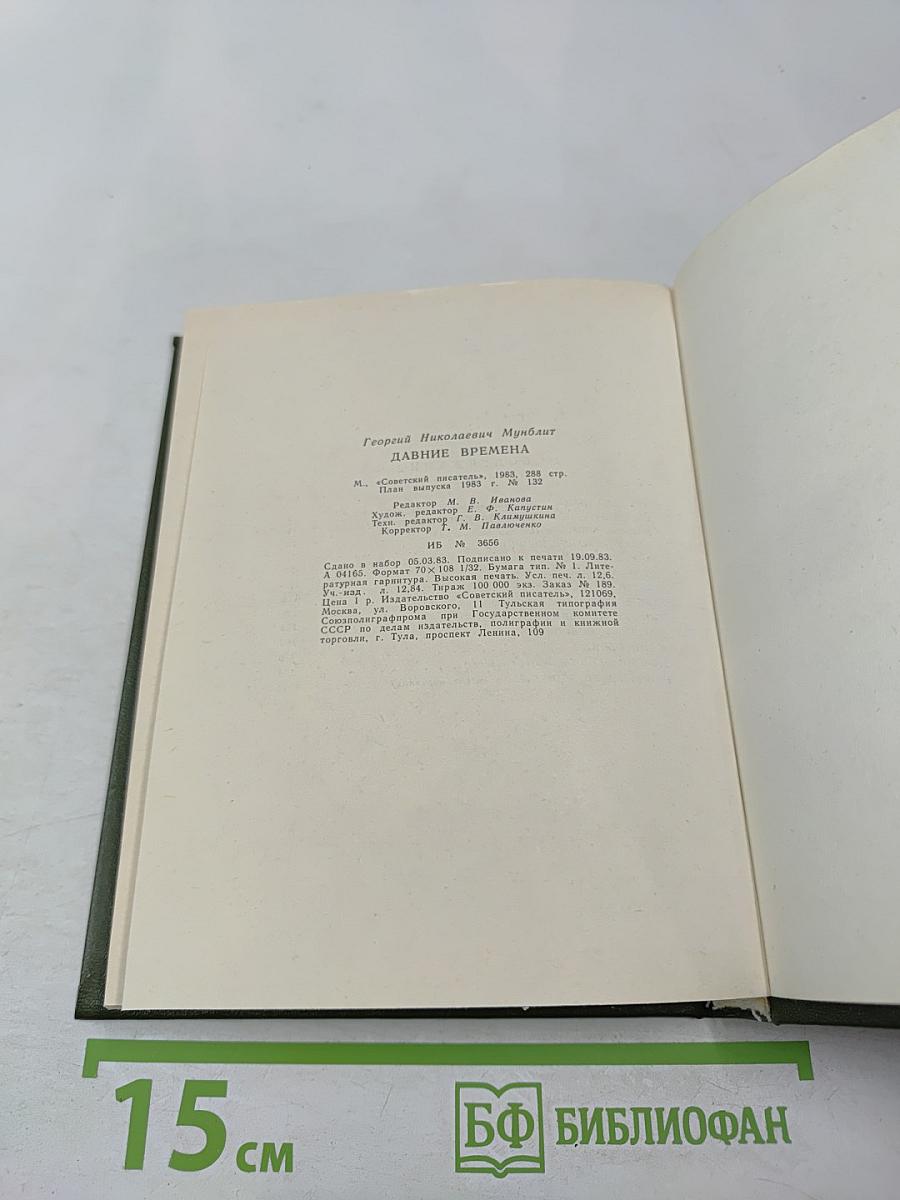 Георгий Николаевич Мунблит
ДАВНИЕ ВРЕМЕНА
М., «Советский писатель», 1983, 288 стр.
План выпуска 1983 г. № 132
Редактор М. В. Иванова
Худож. редактор Е. Ф. Капустин
Техн. редактор Г. В. Климушкина
Корректор Т. М. Павлюченко
ИБ № 3656
Сдано в набор 05.03.83. Подписано к печати 19.09.83.
А 04165. Формат 70×108 1/32. Бумага тип. № 1. Лите-
ратурная гарнитура. Высокая печать. Усл. печ. л. 12,6.
Уч.-изд. л. 12,84. Тираж 100 000 экз. Заказ № 189.
Цена 1 р. Издательство «Советский писатель», 121069,
Москва, ул. Воровского, 11 Тульская типография
Союзполиграфпрома при Государственном комитете
СССР по делам издательств, полиграфии и книжной
торговли, г. Тула, проспект Ленина, 109
15 см
БФ БИБЛИОФАН